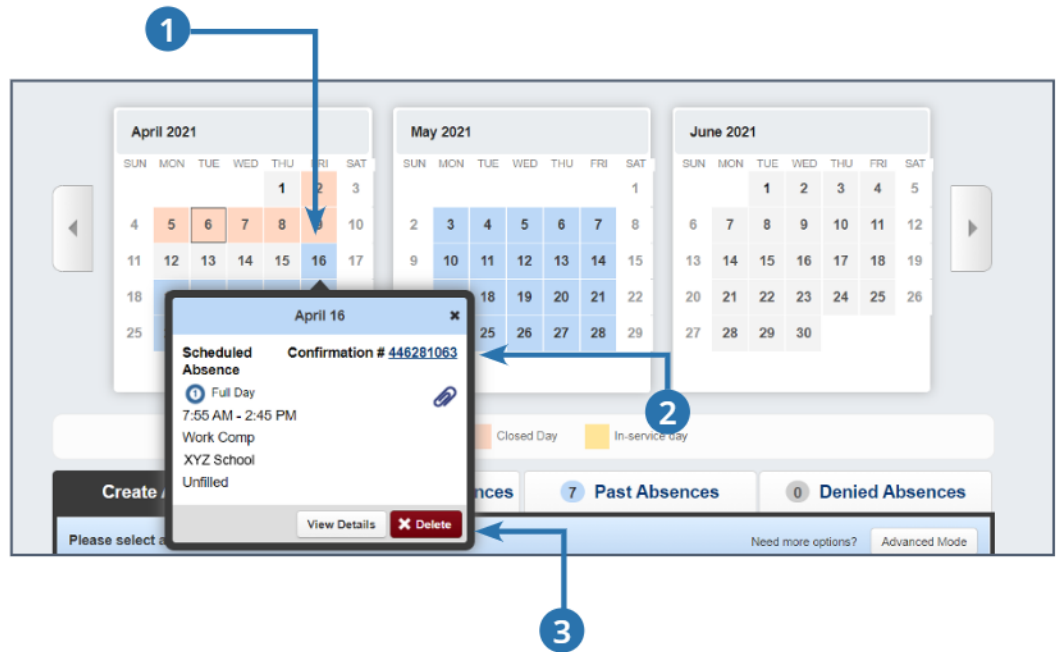 1
April 2021
SUN MON TUE WED THU FRI SAT
1 2 3
4 5 6 7 8 9 10
11 12 13 14 15 16 17
18
25
May 2021
SUN MON TUE WED THU FRI SAT
1
2 3 4 5 6 7 8
9 10 11 12 13 14 15
18 19 20 21 22
25 26 27 28 29
June 2021
SUN MON TUE WED THU FRI SAT
1 2 3 4 5
6 7 8 9 10 11 12
13 14 15 16 17 18 19
20 21 22 23 24 25 26
27 28 29 30
April 16
Scheduled Absence
Confirmation # 446281063
1 Full Day
7:55 AM - 2:45 PM
Work Comp
XYZ School
Unfilled
View Details Delete
2
Closed Day In-service day
Create
nces
7 Past Absences
0 Denied Absences
Please select a
Need more options? Advanced Mode
3